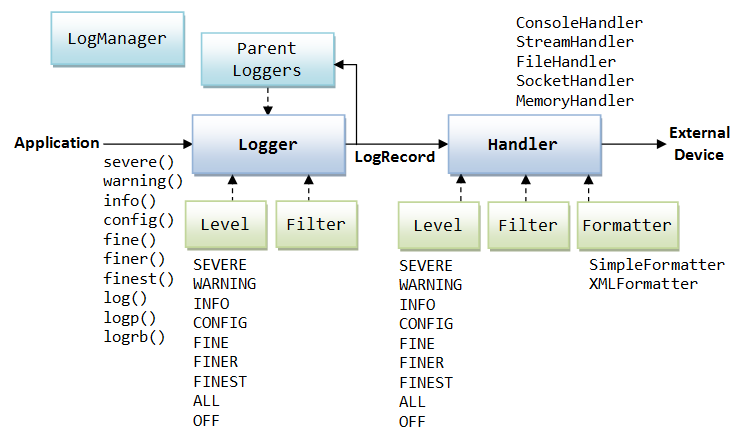 LogManager
Parent
Loggers
ConsoleHandler
StreamHandler
FileHandler
SocketHandler
MemoryHandler
Application
Logger
LogRecord
Handler
External
Device
severe()
warning()
info()
config()
fine()
finer()
finest()
log()
logp()
logrb()
Level
Filter
SEVERE
WARNING
INFO
CONFIG
FINE
FINER
FINEST
ALL
OFF
Level
Filter
Formatter
SEVERE
WARNING
INFO
CONFIG
FINE
FINER
FINEST
ALL
OFF
SimpleFormatter
XMLFormatter